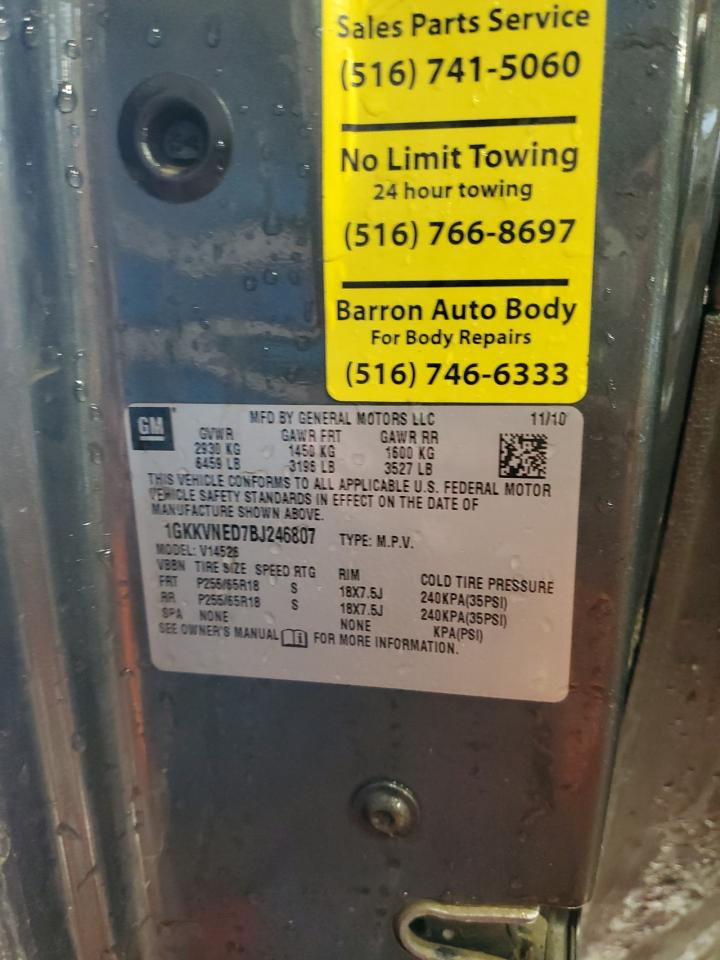 Sales Parts Service
(516) 741-5060
No Limit Towing
24 hour towing
(516) 766-8697
Barron Auto Body
For Body Repairs
(516) 746-6333
GM
MFD BY GENERAL MOTORS LLC 11/10
GVWR GAWR FRT GAWR RR
2930 KG 1450 KG 1600 KG
6459 LB 3196 LB 3527 LB
THIS VEHICLE CONFORMS TO ALL APPLICABLE U.S. FEDERAL MOTOR
VEHICLE SAFETY STANDARDS IN EFFECT ON THE DATE OF
MANUFACTURE SHOWN ABOVE.
1GKKVNED7BJ246807 TYPE: M.P.V.
MODEL: V14526
TIRE SIZE SPEED RTG RIM COLD TIRE PRESSURE
FRT P255/65R18 S 18X7.5J 240KPA(35PSI)
RR P255/65R18 S 18X7.5J 240KPA(35PSI)
SPA NONE NONE KPA(PSI)
SEE OWNER'S MANUAL FOR MORE INFORMATION.